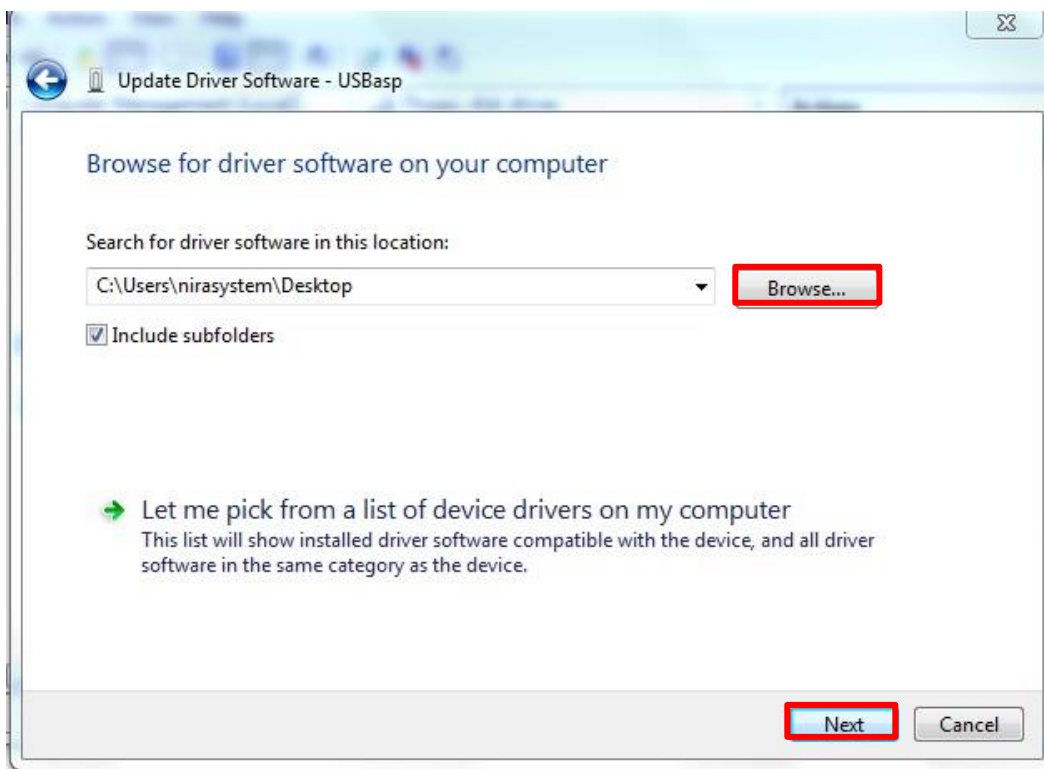 Update Driver Software - USBasp
Browse for driver software on your computer
Search for driver software in this location:
C:\Users\nirasystem\Desktop
Browse...
Include subfolders
Let me pick from a list of device drivers on my computer
This list will show installed driver software compatible with the device, and all driver
software in the same category as the device.
Next
Cancel